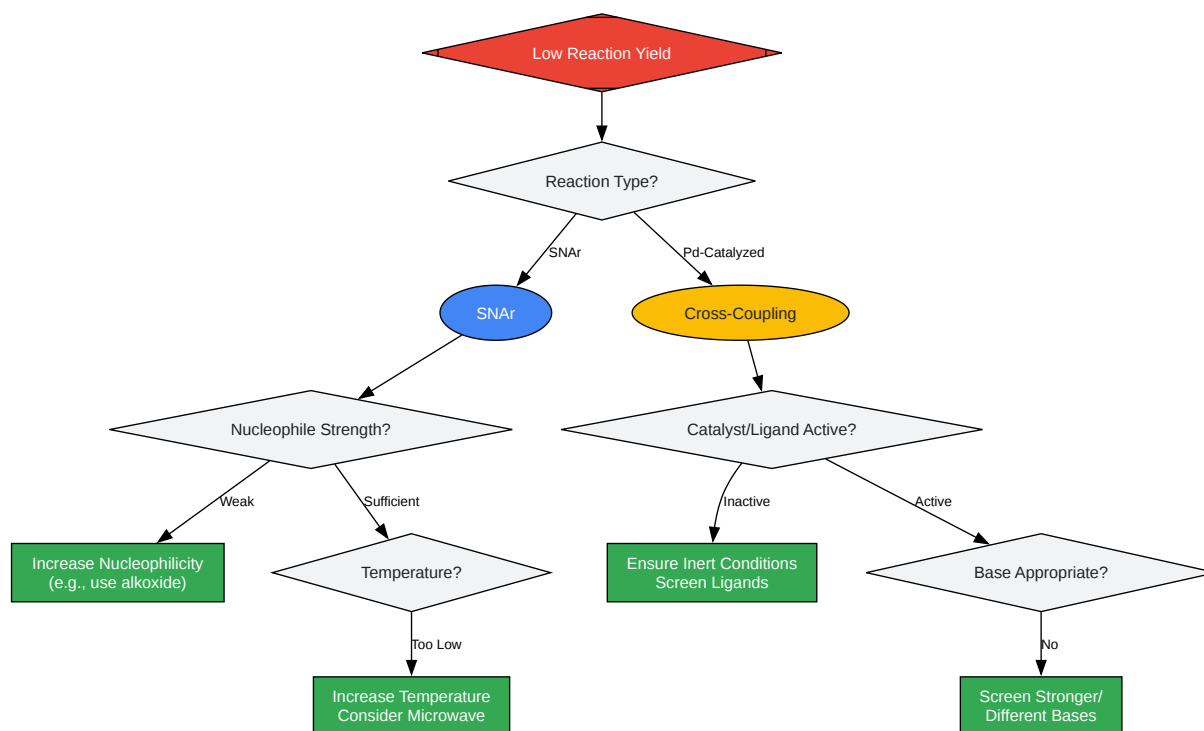 Low Reaction Yield
Reaction Type?
SNAr
Pd-Catalyzed
SNAr
Cross-Coupling
Nucleophile Strength?
Catalyst/Ligand Active?
Weak
Sufficient
Inactive
Active
Increase Nucleophilicity
(e.g., use alkoxide)
Temperature?
Ensure Inert Conditions
Screen Ligands
Base Appropriate?
Too Low
No
Increase Temperature
Consider Microwave
Screen Stronger/
Different Bases